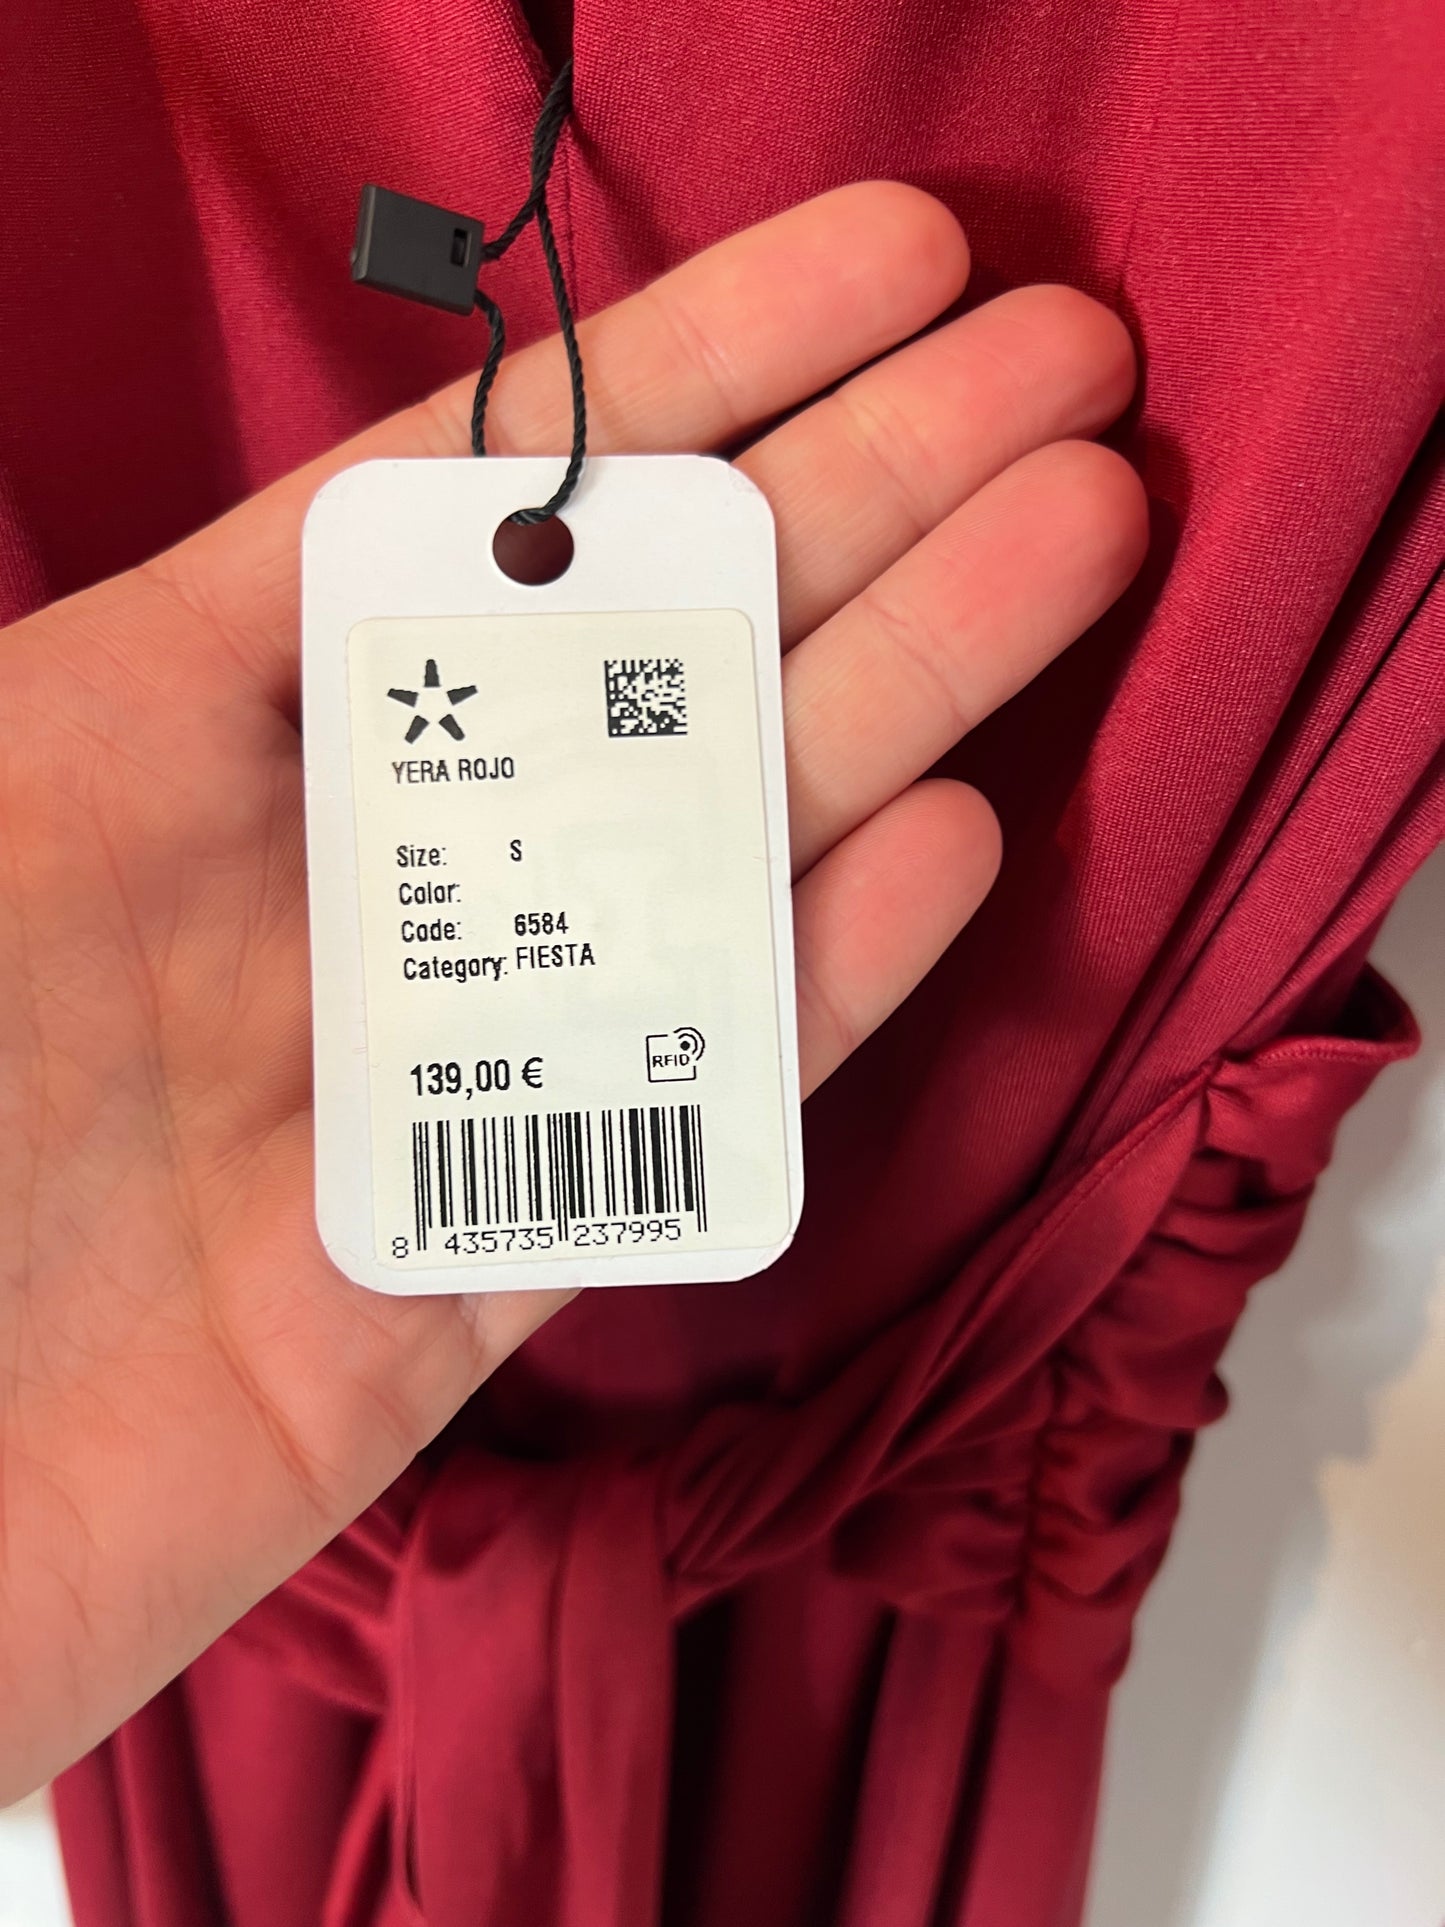 YERA ROJO
Size: S
Color:
Code: 6584
Category: FIESTA
139,00 €
RFID
8 435735 237995